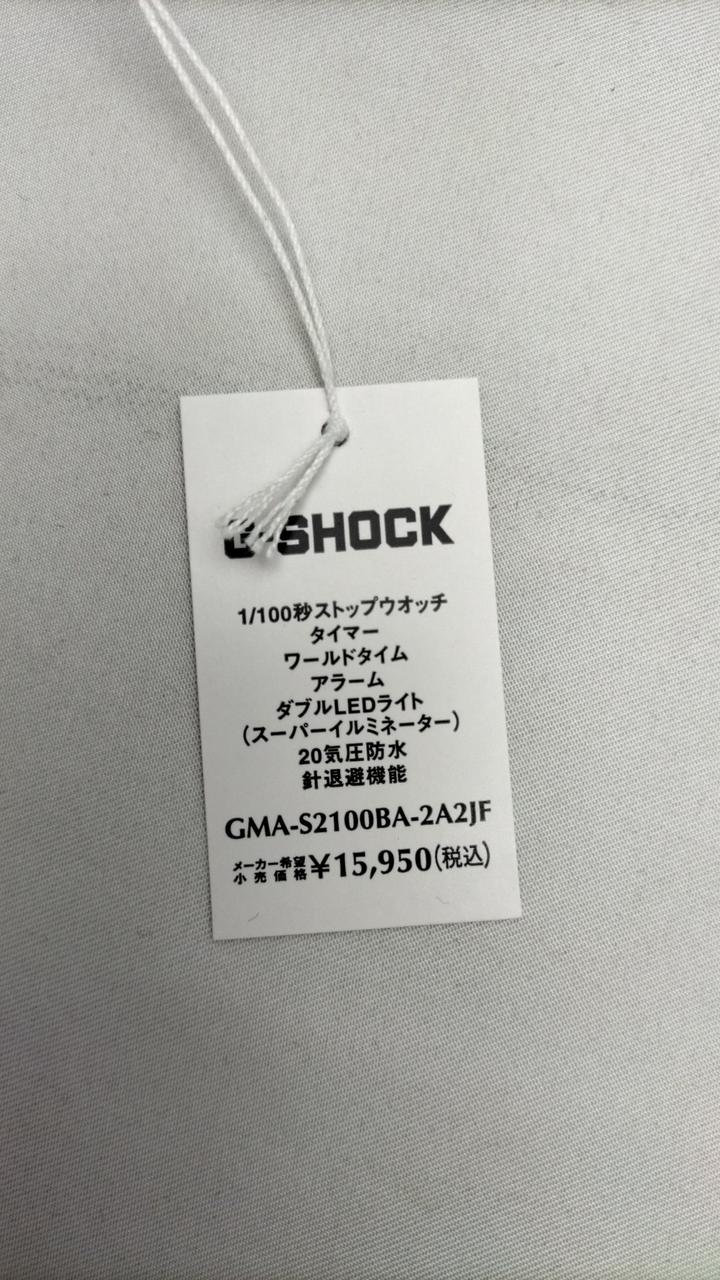 G-SHOCK
1/100秒ストップウオッチ
タイマー
ワールドタイム
アラーム
ダブルLEDライト
(スーパーイルミネーター)
20気圧防水
針退避機能
GMA-S2100BA-2A2JF
メーカー希望小売価格 ¥15,950(税込)